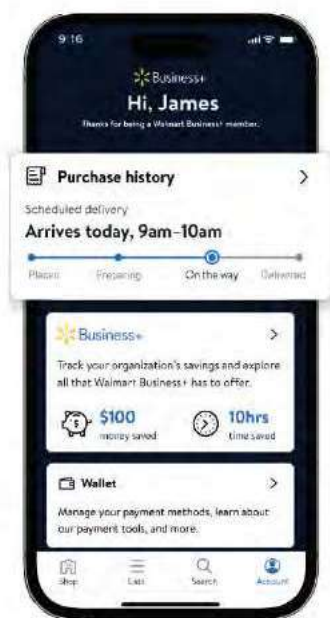 9:16
Business+
Hi, James
Thanks for being a Walmart Business+ member.
Purchase history
Scheduled delivery
Arrives today, 9am–10am
Placed Preparing On the way Delivered
Business+
Track your organization's savings and explore
all that Walmart Business+ has to offer.
$100
money saved
10hrs
time saved
Wallet
Manage your payment methods, learn about
our payment tools, and more.
Shop Lists Search Account